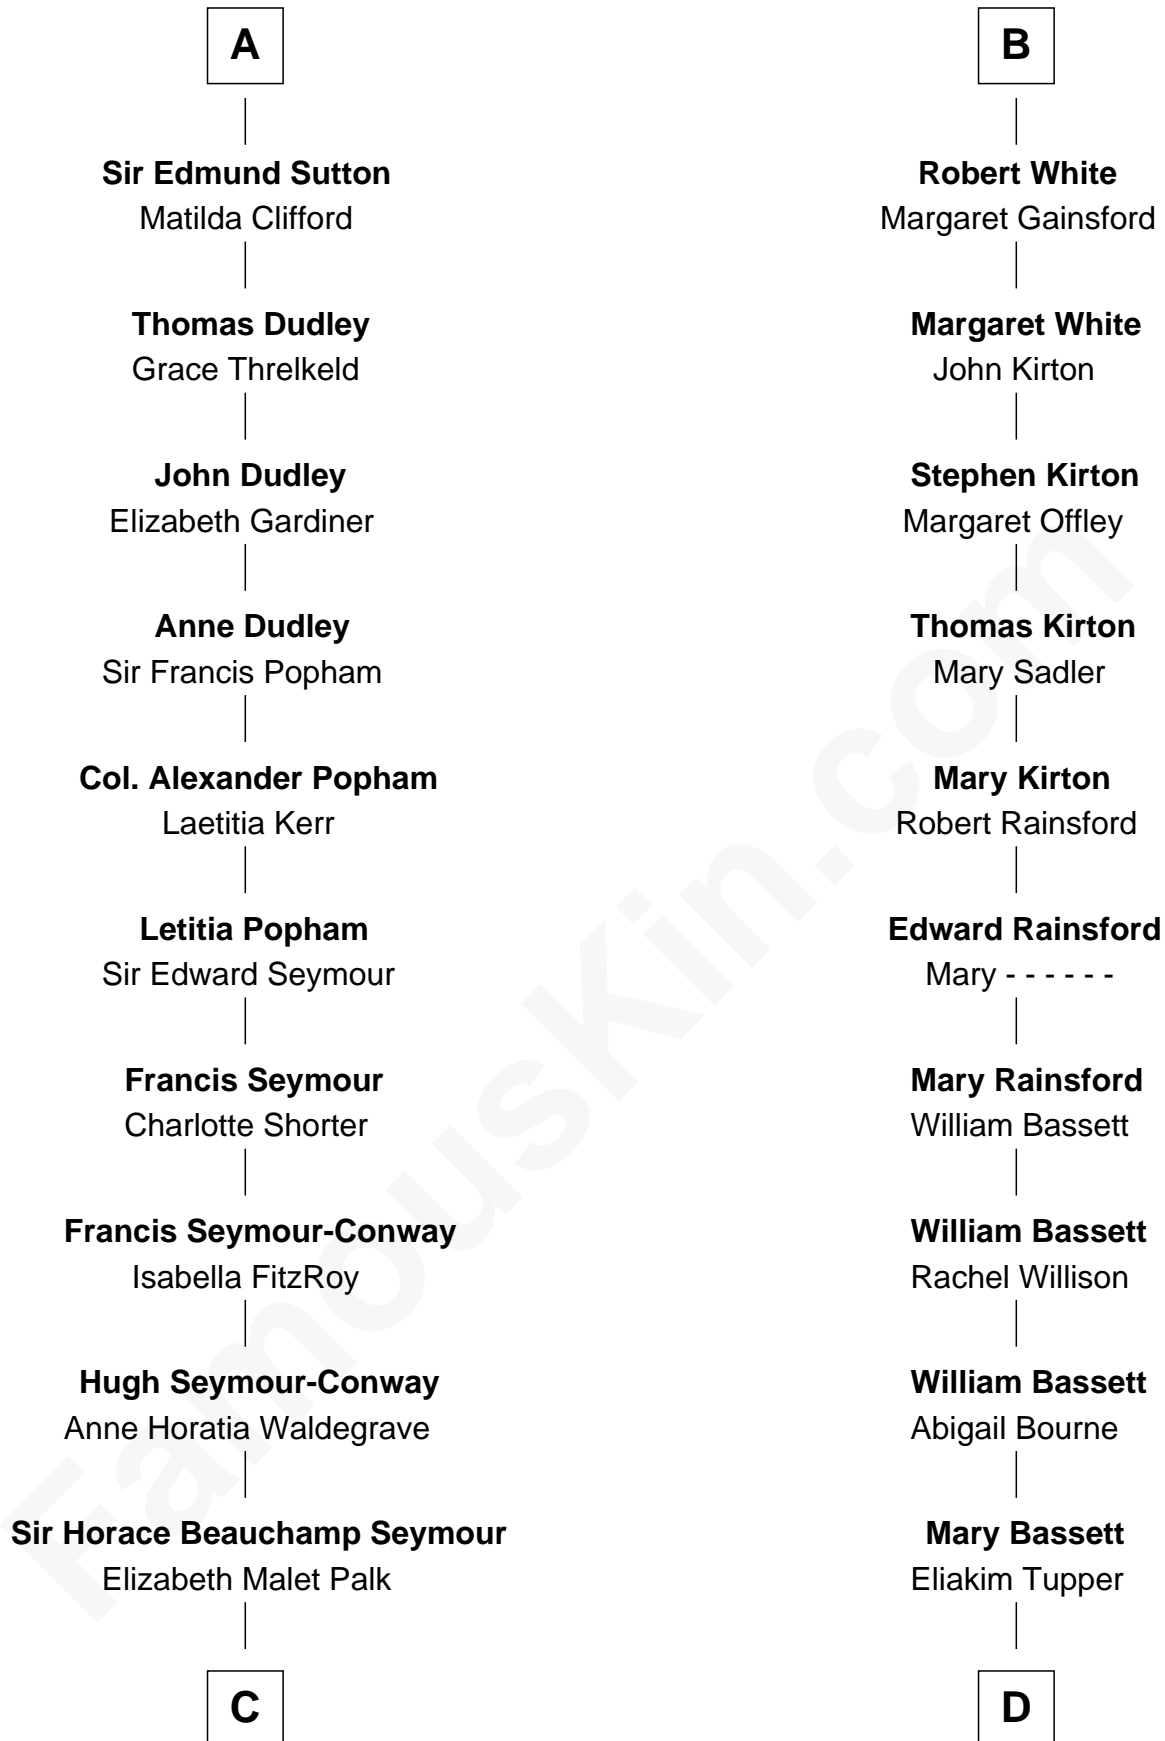 A
Sir Edmund Sutton
Matilda Clifford
Thomas Dudley
Grace Threlkeld
John Dudley
Elizabeth Gardiner
Anne Dudley
Sir Francis Popham
Col. Alexander Popham
Laetitia Kerr
Letitia Popham
Sir Edward Seymour
Francis Seymour
Charlotte Shorter
Francis Seymour-Conway
Isabella FitzRoy
Hugh Seymour-Conway
Anne Horatia Waldegrave
Sir Horace Beauchamp Seymour
Elizabeth Malet Palk
C
B
Robert White
Margaret Gainsford
Margaret White
John Kirton
Stephen Kirton
Margaret Offley
Thomas Kirton
Mary Sadler
Mary Kirton
Robert Rainsford
Edward Rainsford
Mary - - - - - -
Mary Rainsford
William Bassett
William Bassett
Rachel Willison
William Bassett
Abigail Bourne
Mary Bassett
Eliakim Tupper
D
FamousKin.com